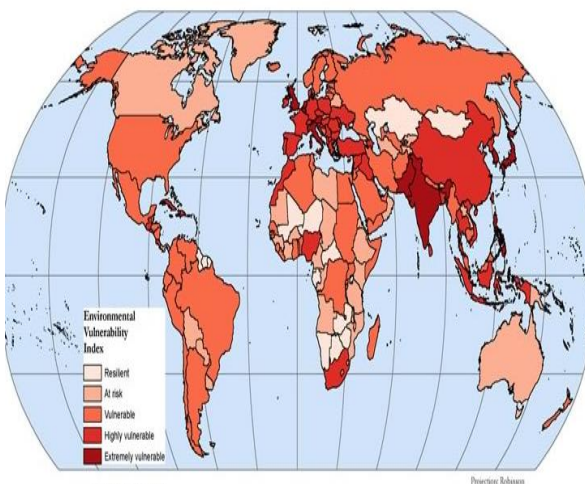 Environmental
Vulnerability
Index
Resilient
At risk
Vulnerable
Highly vulnerable
Extremely vulnerable
Projection: Robinson